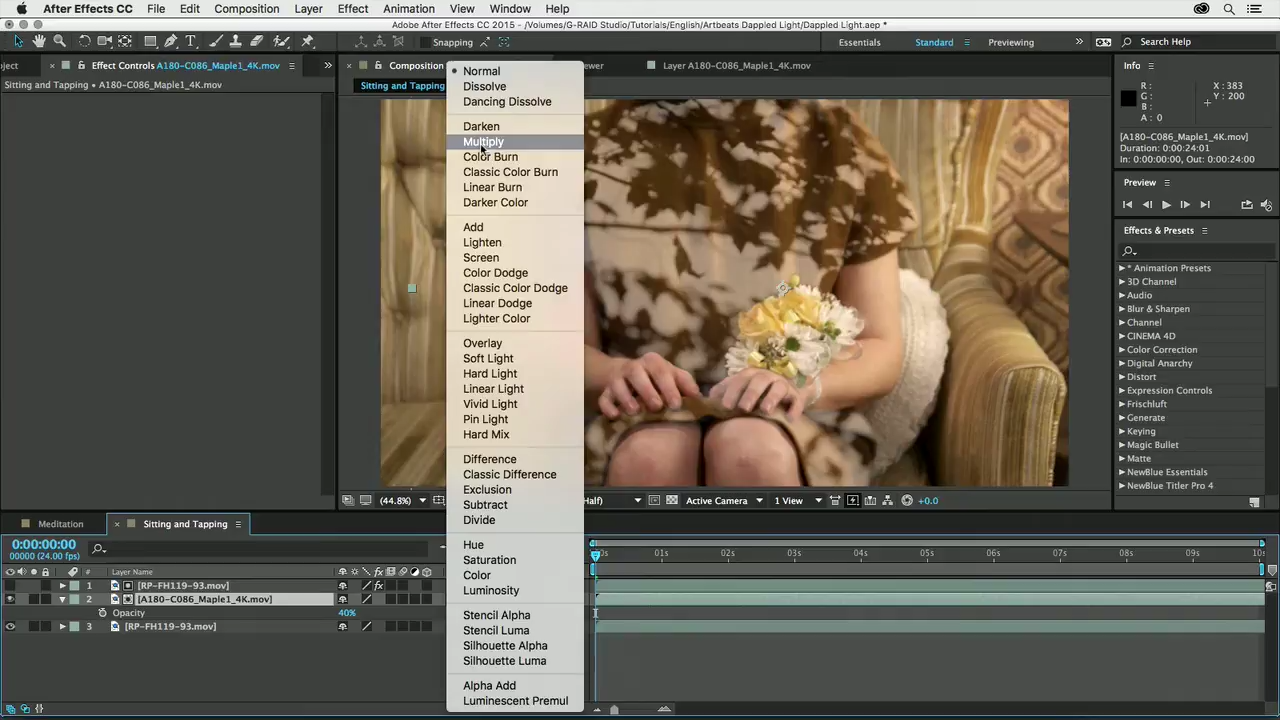 After Effects CC File Edit Composition Layer Effect Animation View Window Help
Adobe After Effects CC 2015 - /Volumes/G-RAID Studio/Tutorials/English/Artbeats Dappled Light/Dappled Light.aep *
Snapping Essentials Standard Previewing Search Help
ject Effect Controls A180-C086_Maple1_4K.mov
Composition
ewer Layer A180-C086_Maple1_4K.mov
Info
Sitting and Tapping • A180-C086_Maple1_4K.mov
Sitting and Tapping
R :
G :
B :
A : 0
X : 383
Y : 200
[A180-C086_Maple1_4K.mov]
Duration: 0:00:24:01
In: 0:00:00:00, Out: 0:00:24:00
Preview
Effects & Presets
* Animation Presets
3D Channel
Audio
Blur & Sharpen
Channel
CINEMA 4D
Color Correction
Digital Anarchy
Distort
Expression Controls
Frischluft
Generate
Keying
Magic Bullet
Matte
NewBlue Essentials
NewBlue Titler Pro 4
Normal
Dissolve
Dancing Dissolve
Darken
Multiply
Color Burn
Classic Color Burn
Linear Burn
Darker Color
Add
Lighten
Screen
Color Dodge
Classic Color Dodge
Linear Dodge
Lighter Color
Overlay
Soft Light
Hard Light
Linear Light
Vivid Light
Pin Light
Hard Mix
Difference
Classic Difference
Exclusion
Subtract
Divide
Hue
Saturation
Color
Luminosity
Stencil Alpha
Stencil Luma
Silhouette Alpha
Silhouette Luma
Alpha Add
Luminescent Premul
(44.8%) Half) Active Camera 1 View +0.0
Meditation Sitting and Tapping
0:00:00:00
00000 (24.00 fps)
0s 01s 02s 03s 04s 05s 06s 07s 08s 09s 10s
# Layer Name
1 [RP-FH119-93.mov]
2 [A180-C086_Maple1_4K.mov]
Opacity 40%
3 [RP-FH119-93.mov]